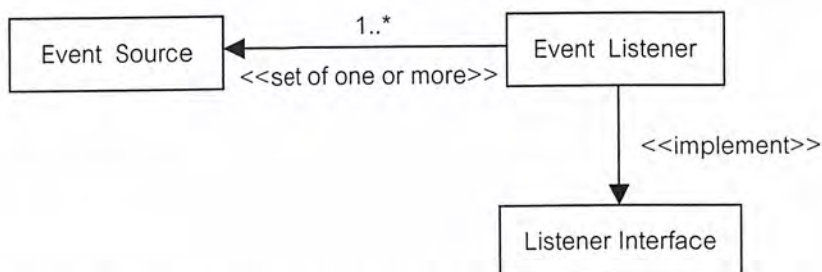 1..*
Event Source
Event Listener
<<set of one or more>>
<<implement>>
Listener Interface